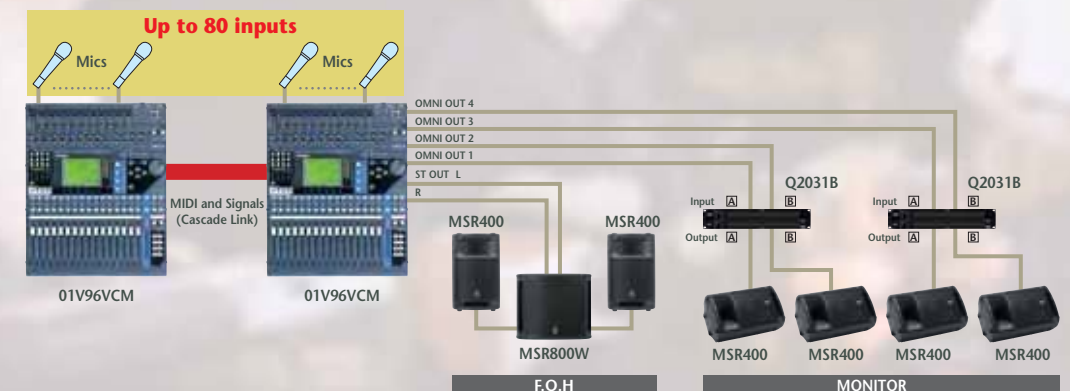 Up to 80 inputs
Mics
Mics
OMNI OUT 4
OMNI OUT 3
OMNI OUT 2
OMNI OUT 1
ST OUT L
R
MIDI and Signals
(Cascade Link)
01V96VCM
01V96VCM
MSR400
MSR400
MSR800W
F.O.H
Q2031B
Input A B
Output A B
Q2031B
Input A B
Output A B
MSR400
MSR400
MSR400
MSR400
MONITOR